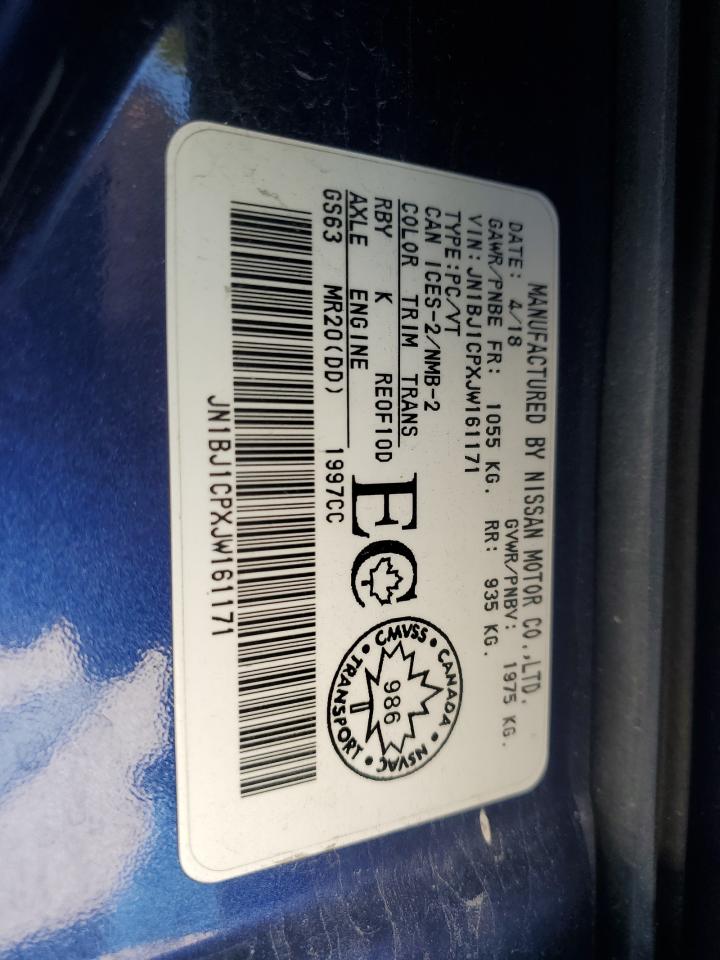 MANUFACTURED BY NISSAN MOTOR CO.,LTD.
DATE: 4/18 GVWR/PNBV: 1975 KG.
GAWR/PNBE FR: 1055 KG. RR: 935 KG.
VIN:JN1BJ1CPXJW161171
TYPE:PC/VT
CAN ICES-2/NMB-2
COLOR TRIM TRANS
RBY K RE0F10D
AXLE ENGINE
GS63 MR20(DD) 1997CC
EC
CANADA • NSVAC • TRANSPORT • CMVSS •
986
JN1BJ1CPXJW161171